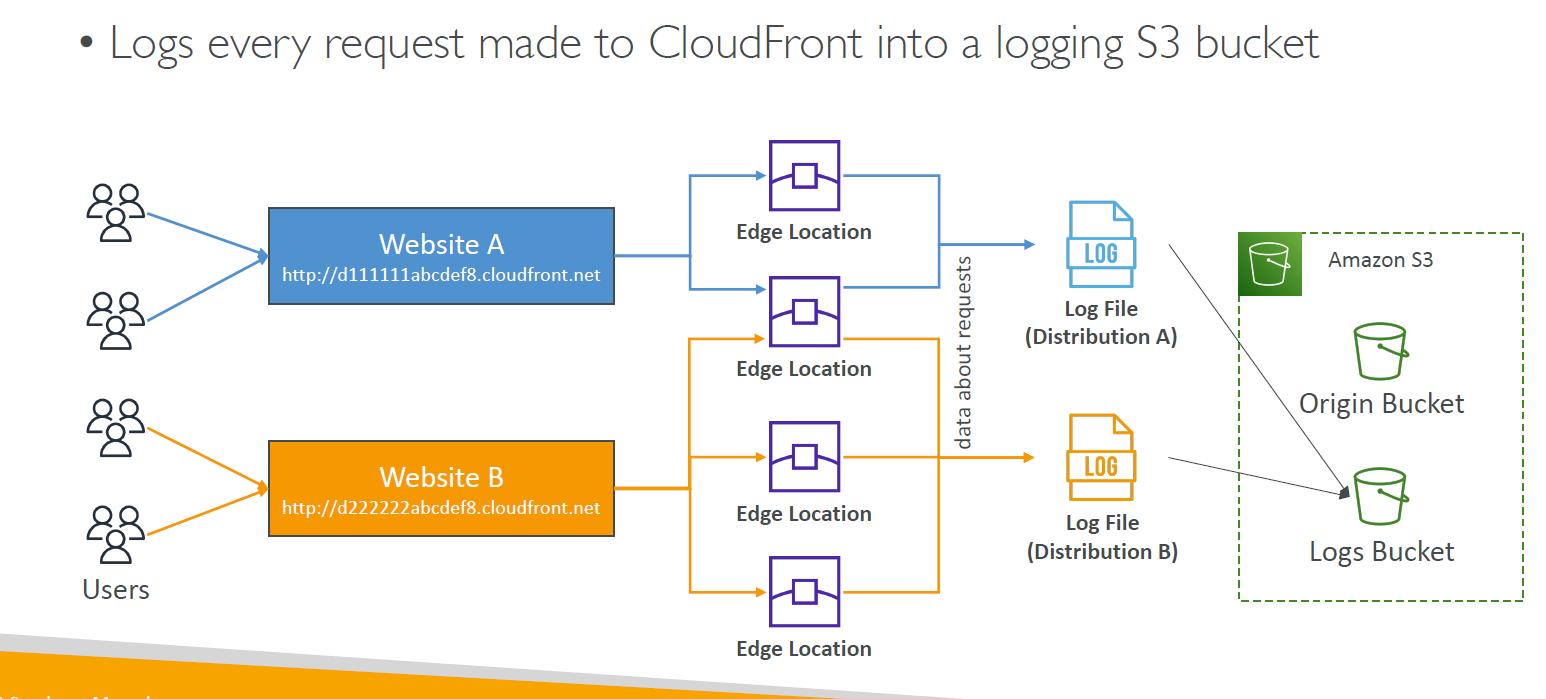 • Logs every request made to CloudFront into a logging S3 bucket
Users
Website A
http://d111111abcdef8.cloudfront.net
Website B
http://d222222abcdef8.cloudfront.net
Edge Location
Edge Location
Edge Location
Edge Location
data about requests
LOG
Log File
(Distribution A)
LOG
Log File
(Distribution B)
Amazon S3
Origin Bucket
Logs Bucket